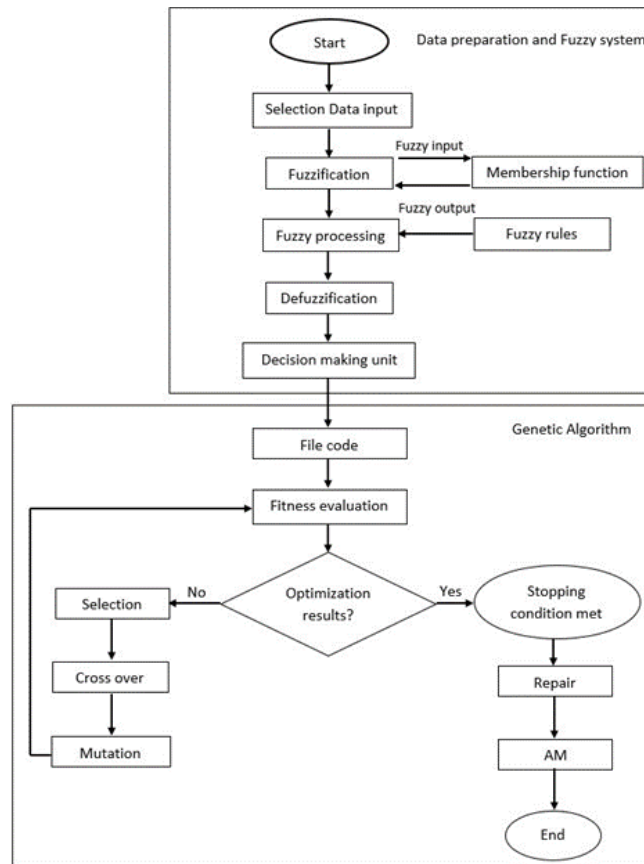 Start
Data preparation and Fuzzy system
Selection Data input
Fuzzy input
Fuzzification
Membership function
Fuzzy output
Fuzzy processing
Fuzzy rules
Defuzzification
Decision making unit
Genetic Algorithm
File code
Fitness evaluation
No
Optimization
results?
Yes
Stopping
condition met
Selection
Cross over
Mutation
Repair
AM
End